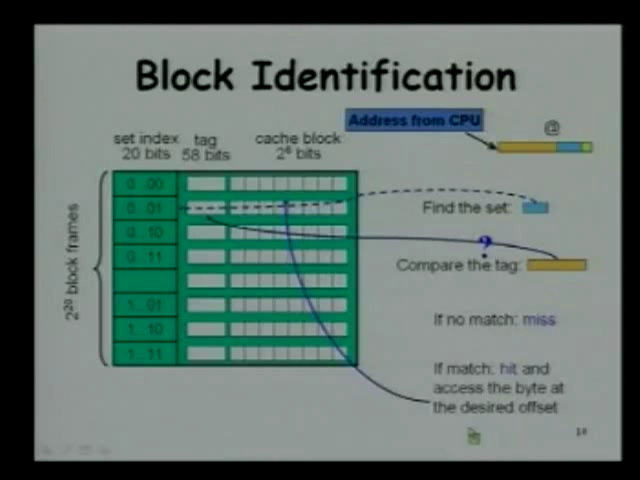 Block Identification
Address from CPU
@
set index
20 bits
tag
58 bits
cache block
2⁶ bits
0...00
0...01
0...10
0...11
1...01
1...10
1...11
2²⁰ block frames
Find the set:
?
Compare the tag:
If no match: miss
If match: hit and
access the byte at
the desired offset